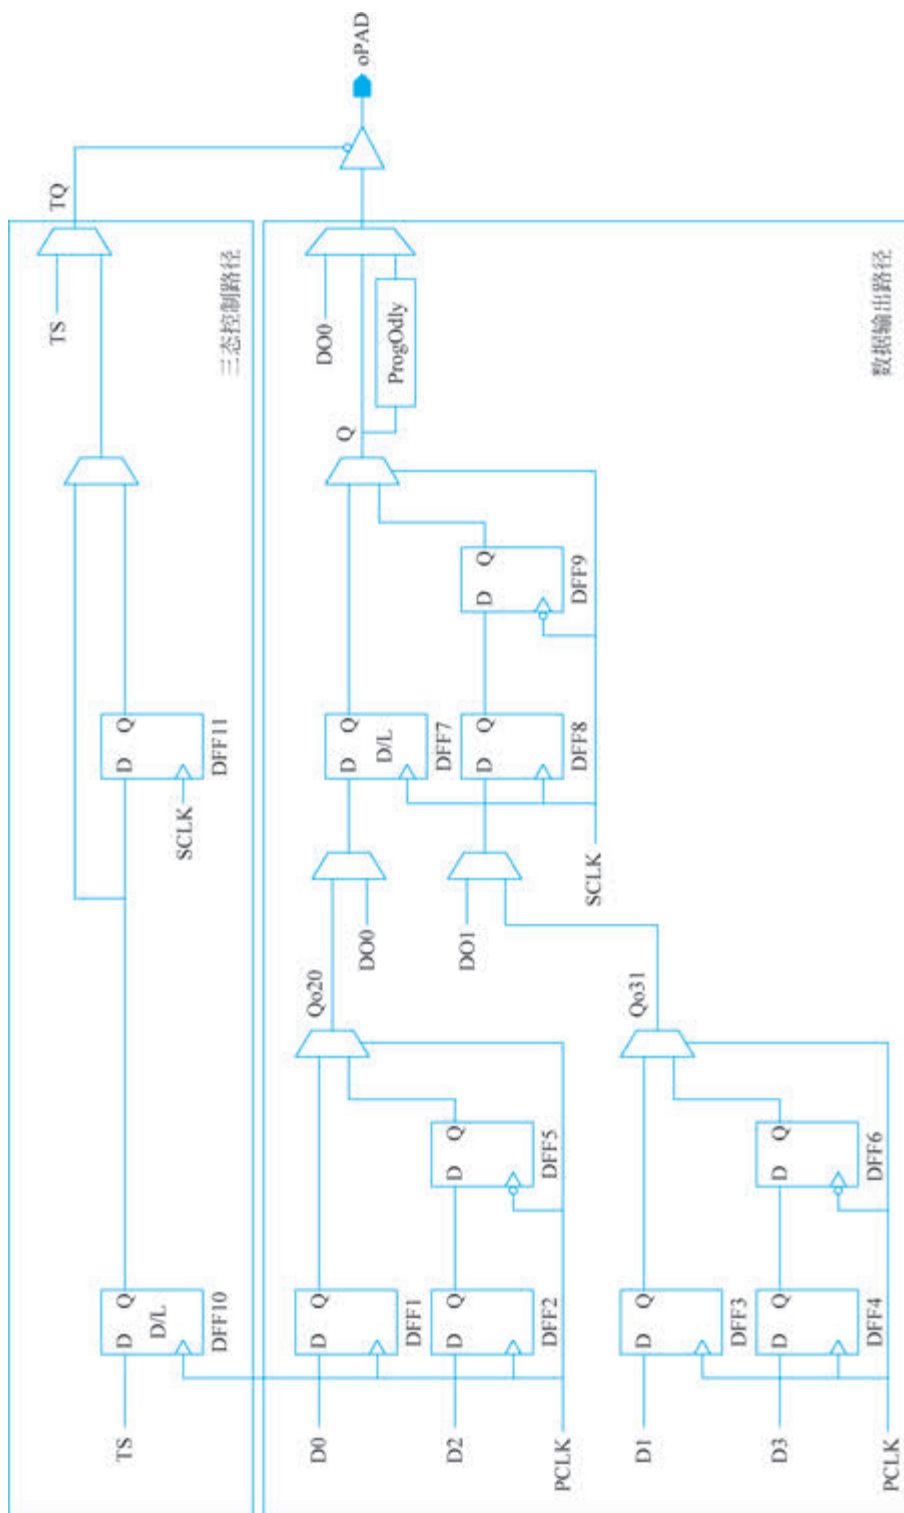 TS
D
Q
D/L
DFF10
D
Q
DFF11
SCLK
TS
TQ
三态控制路径
oPAD
D0
D
Q
DFF1
D2
D
Q
DFF2
D
Q
DFF5
PCLK
Qo20
DO0
D
Q
D/L
DFF7
DO1
D
Q
DFF8
D
Q
DFF9
SCLK
Q
DO0
ProgOdly
D1
D
Q
DFF3
D3
D
Q
DFF4
D
Q
DFF6
PCLK
Qo31
数据输出路径